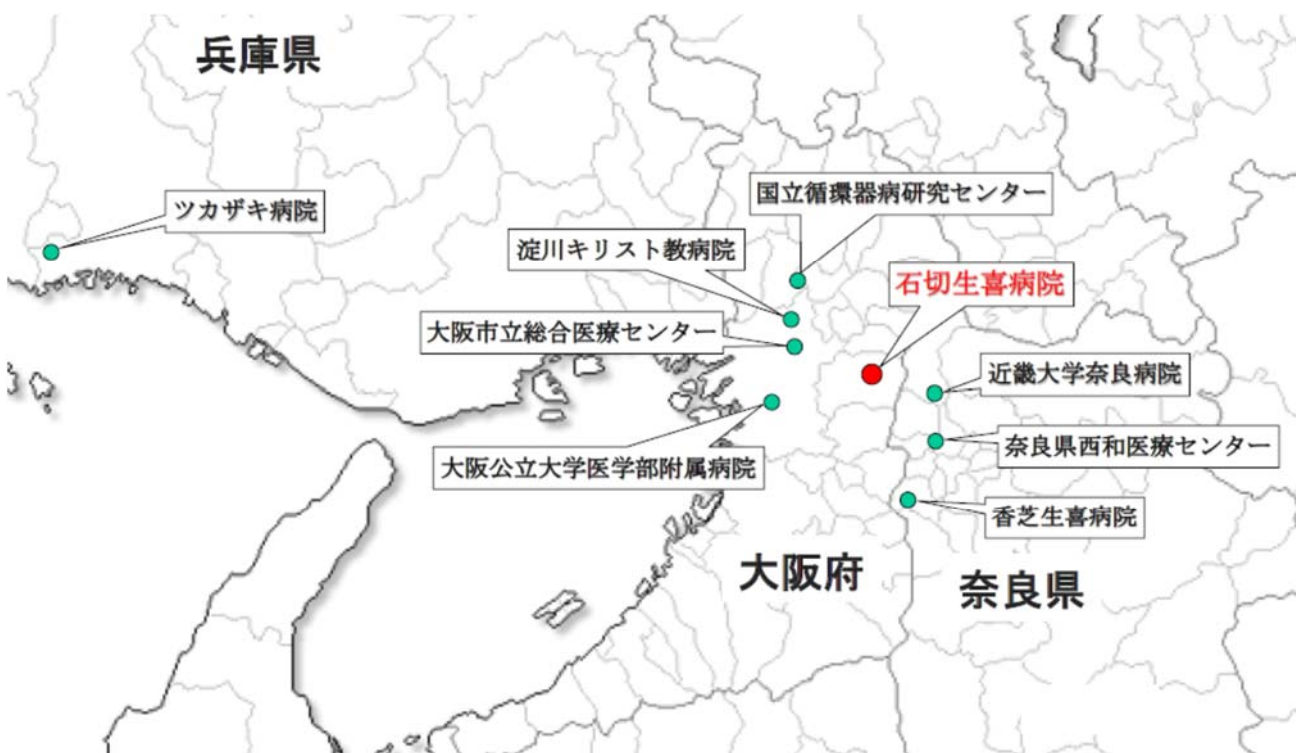 兵庫県
ツカザキ病院
国立循環器病研究センター
淀川キリスト教病院
石切生喜病院
大阪市立総合医療センター
近畿大学奈良病院
奈良県西和医療センター
大阪公立大学医学部附属病院
香芝生喜病院
大阪府
奈良県